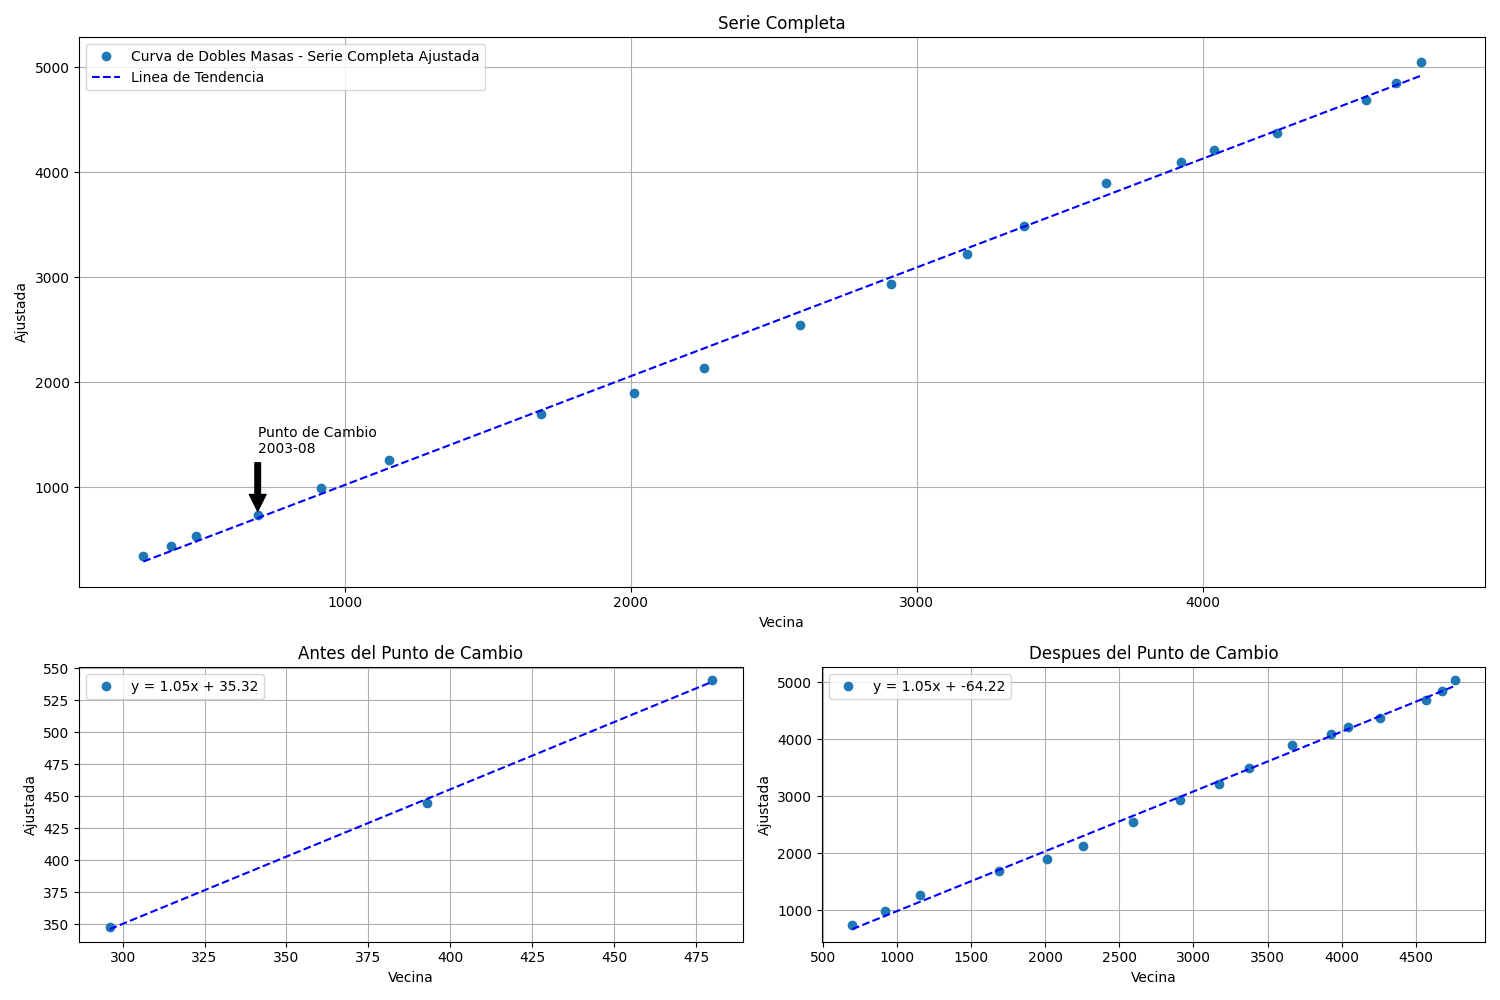 Serie Completa
Curva de Dobles Masas - Serie Completa Ajustada
Linea de Tendencia
5000
4000
3000
2000
1000
Ajustada
Punto de Cambio
2003-08
1000
2000
3000
4000
Vecina
Antes del Punto de Cambio
y = 1.05x + 35.32
550
525
500
475
450
425
400
375
350
Ajustada
300
325
350
375
400
425
450
475
Vecina
Despues del Punto de Cambio
y = 1.05x + -64.22
5000
4000
3000
2000
1000
Ajustada
500
1000
1500
2000
2500
3000
3500
4000
4500
Vecina